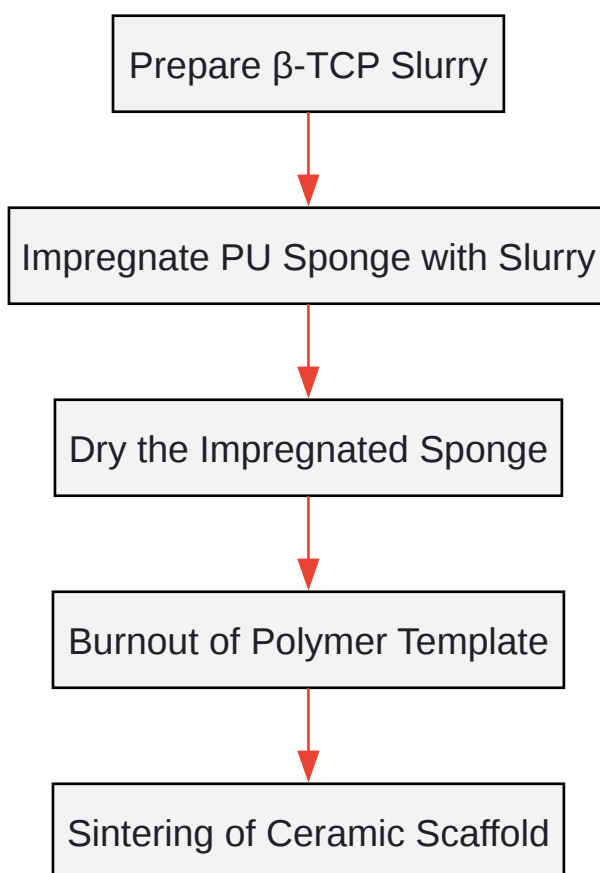 Prepare β-TCP Slurry
Impregnate PU Sponge with Slurry
Dry the Impregnated Sponge
Burnout of Polymer Template
Sintering of Ceramic Scaffold